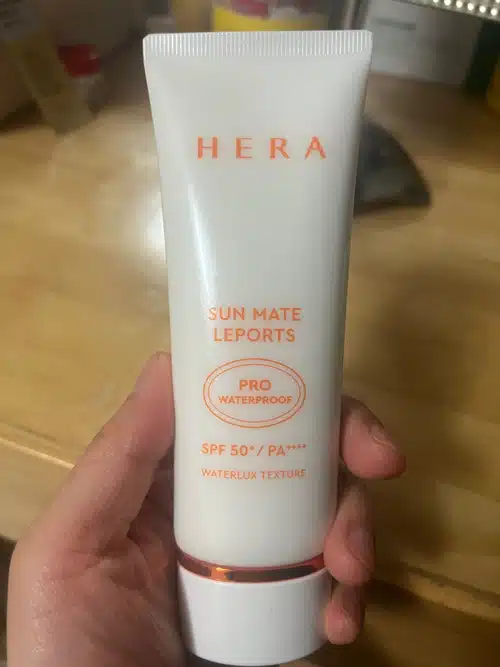 HERA
SUN MATE
LEPORTS
PRO
WATERPROOF
SPF 50+/ PA++++
WATERLUX TEXTURE